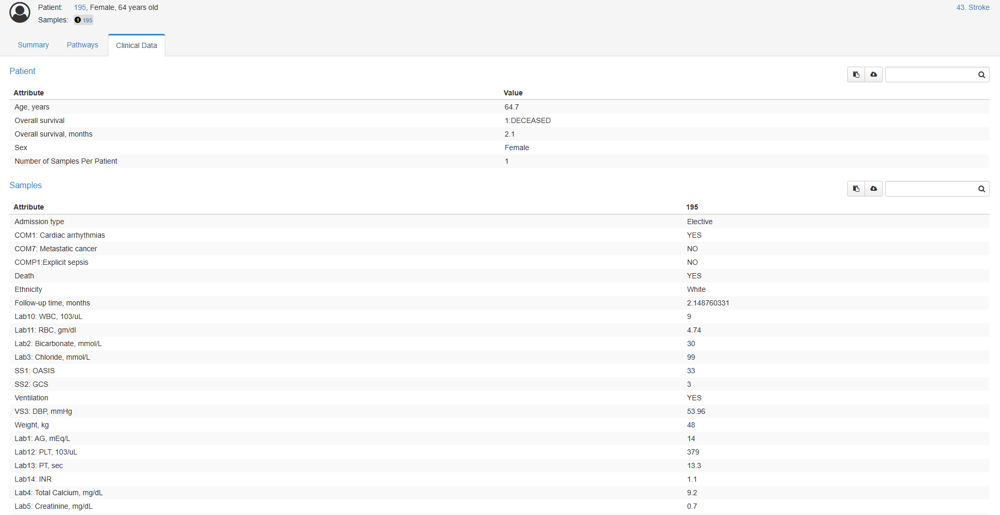 Patient: 195, Female, 64 years old
43. Stroke
Samples: 1 195
Summary Pathways Clinical Data
Patient
Attribute Value
Age, years 64.7
Overall survival 1:DECEASED
Overall survival, months 2.1
Sex Female
Number of Samples Per Patient 1
Samples
Attribute 195
Admission type Elective
COM1: Cardiac arrhythmias YES
COM7: Metastatic cancer NO
COMP1:Explicit sepsis NO
Death YES
Ethnicity White
Follow-up time, months 2.148760331
Lab10: WBC, 103/uL 9
Lab11: RBC, gm/dl 4.74
Lab2: Bicarbonate, mmol/L 30
Lab3: Chloride, mmol/L 99
SS1: OASIS 33
SS2: GCS 3
Ventilation YES
VS3: DBP, mmHg 53.96
Weight, kg 48
Lab1: AG, mEq/L 14
Lab12: PLT, 103/uL 379
Lab13: PT, sec 13.3
Lab14: INR 1.1
Lab4: Total Calcium, mg/dL 9.2
Lab5: Creatinine, mg/dL 0.7